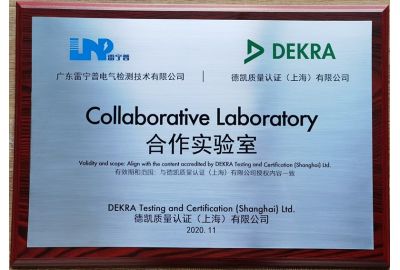 LNP 雷宁普 DEKRA
广东雷宁普电气检测技术有限公司 德凯质量认证（上海）有限公司
Collaborative Laboratory
合作实验室
Validity and scope: Align with the content accredited by DEKRA Testing and Certification (Shanghai) Ltd.
有效期和范围：与德凯质量认证（上海）有限公司授权内容一致
DEKRA Testing and Certification (Shanghai) Ltd.
德凯质量认证（上海）有限公司
2020.11